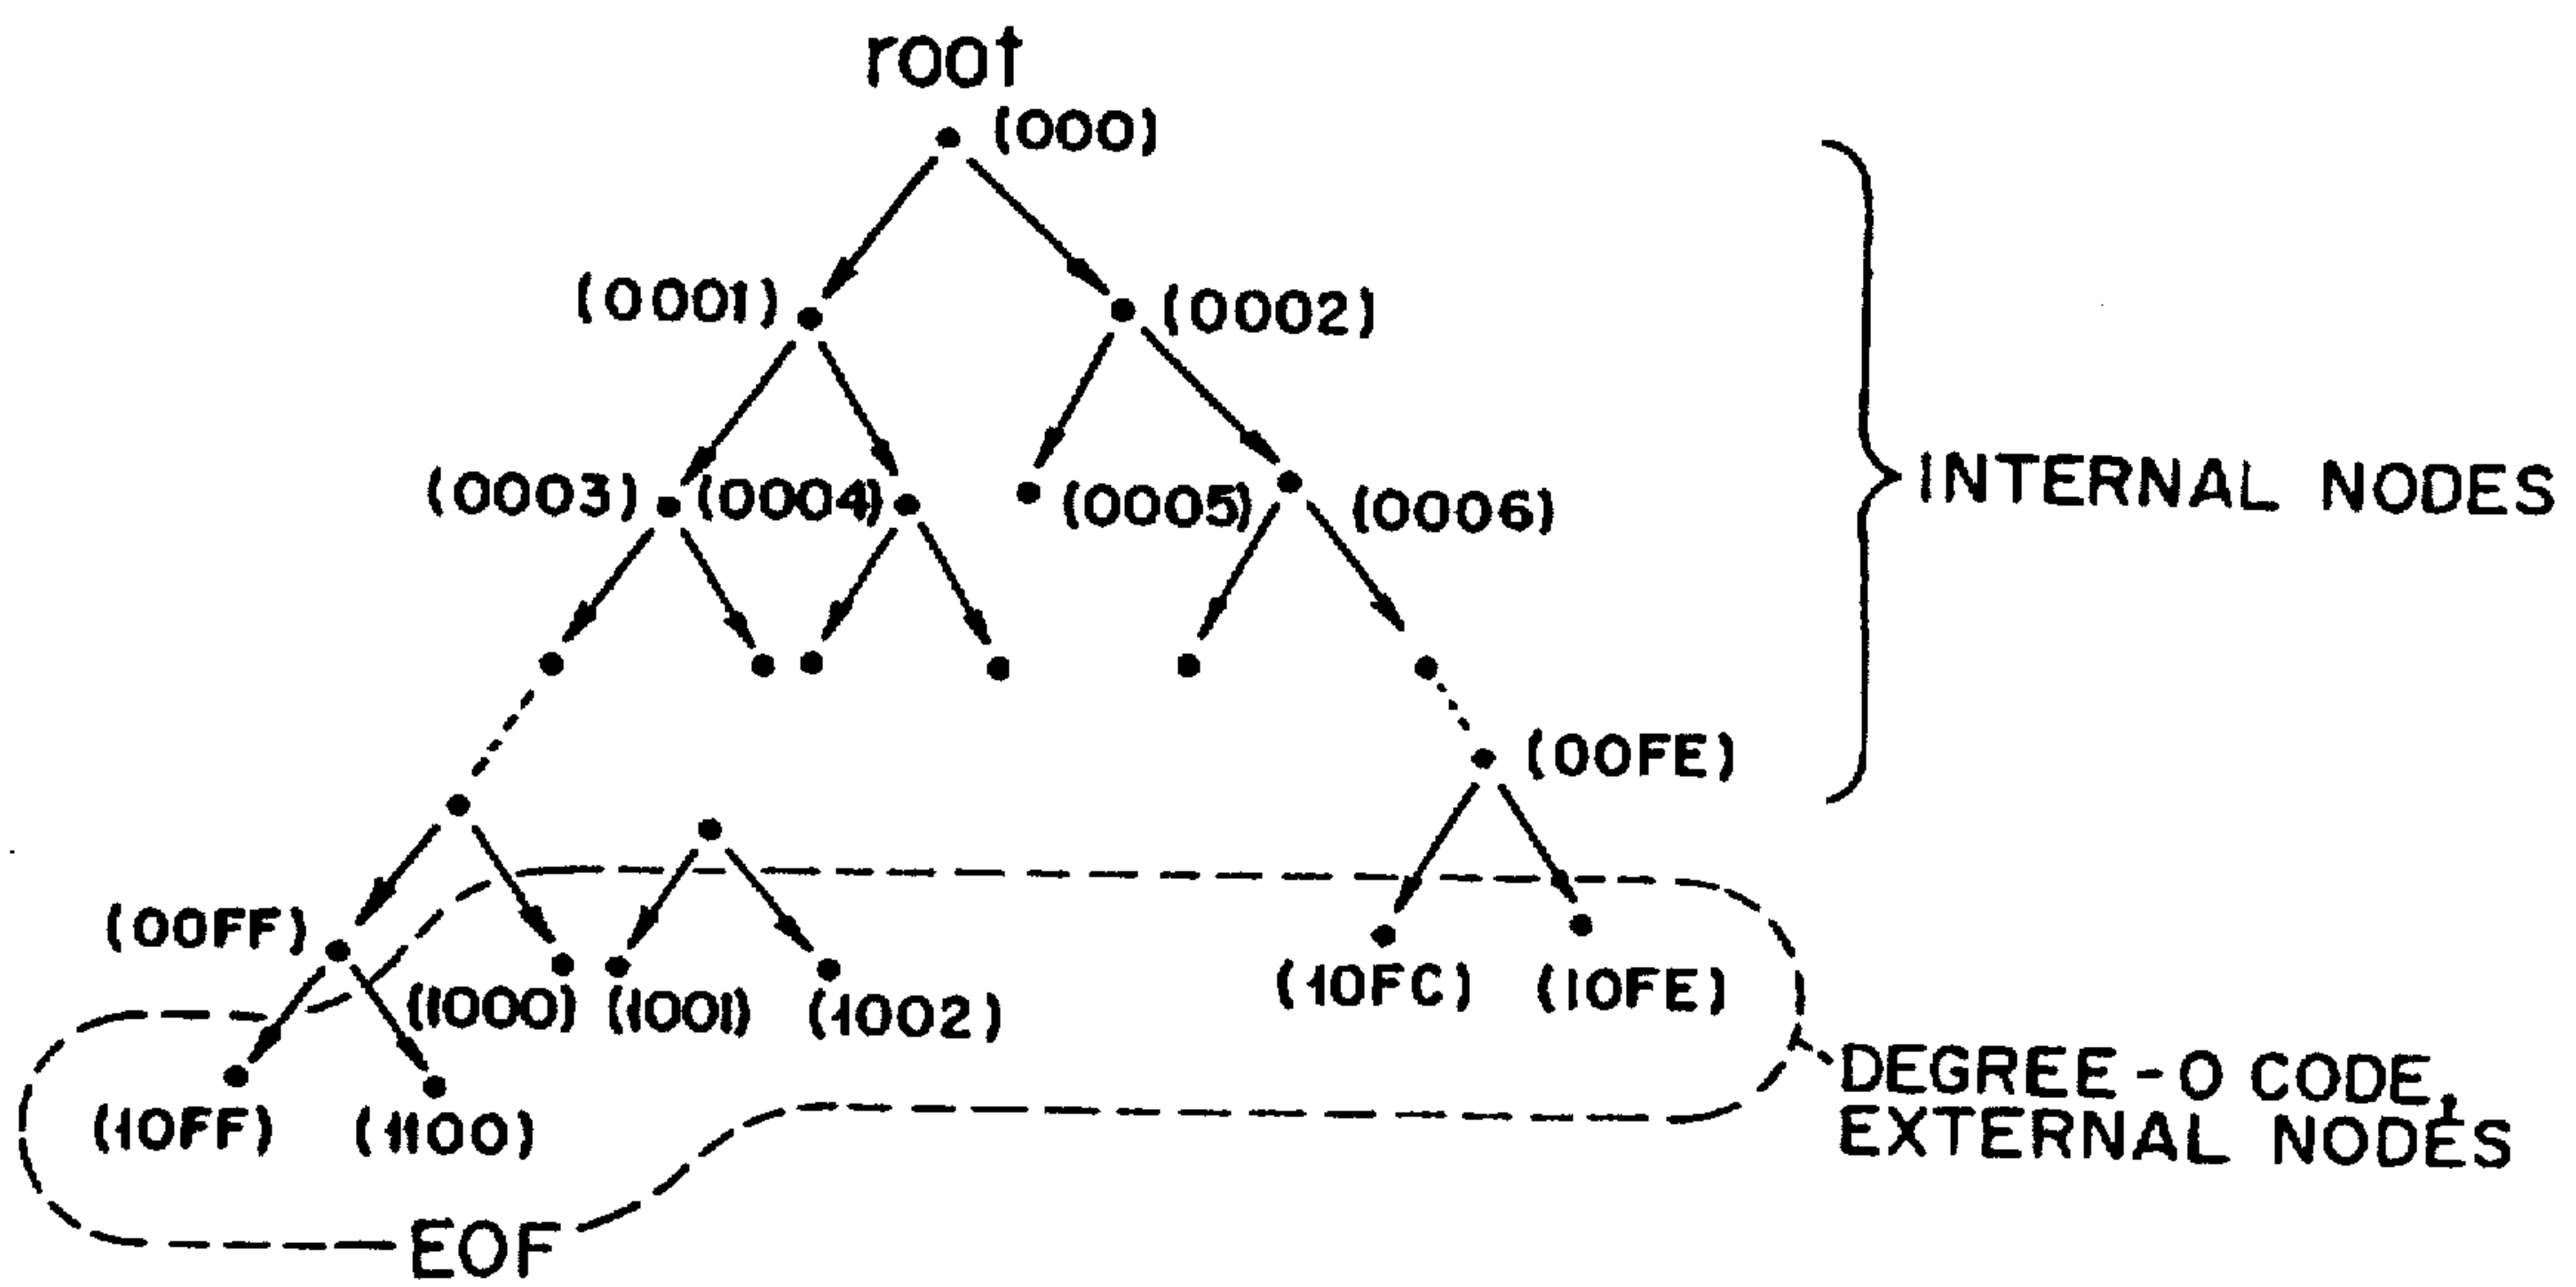 root
(000)
(0001)
(0002)
(0003)
(0004)
(0005)
(0006)
INTERNAL NODES
(00FE)
(00FF)
(1000)
(1001)
(1002)
(10FC)
(10FE)
(10FF)
(1100)
DEGREE-0 CODE,
EXTERNAL NODES
EOF